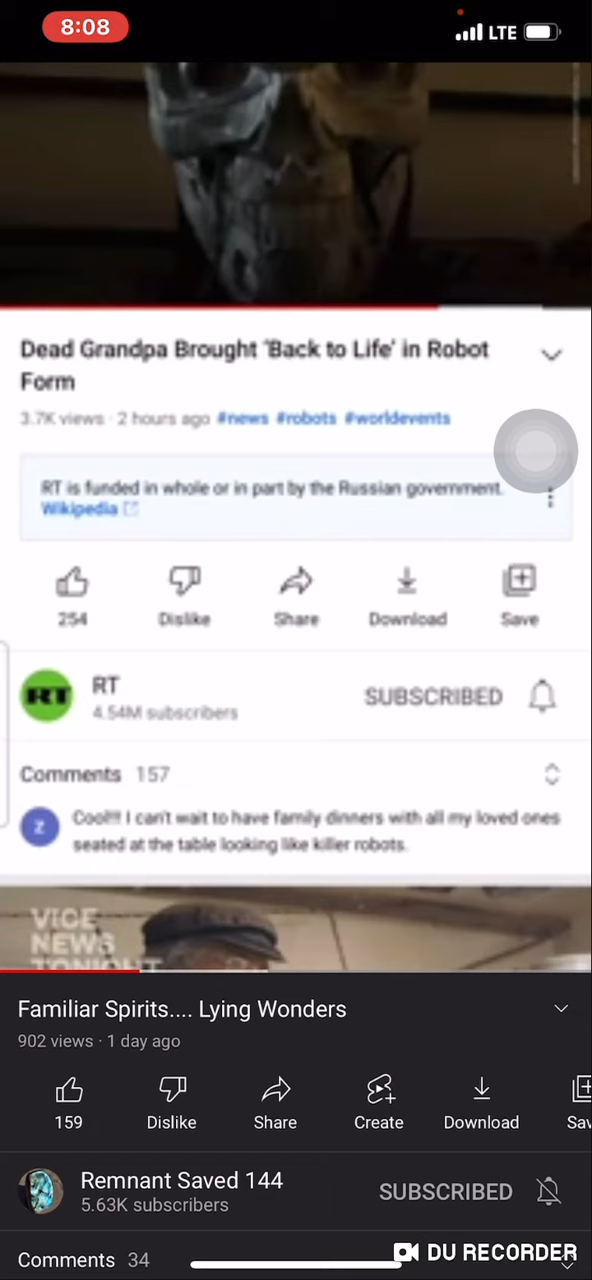 8:08
LTE
Dead Grandpa Brought 'Back to Life' in Robot
Form
3.7K views · 2 hours ago #news #robots #worldevents
RT is funded in whole or in part by the Russian government.
Wikipedia
254 Dislike Share Download Save
RT
RT
4.54M subscribers
SUBSCRIBED
Comments 157
Z
Cool!!! I can't wait to have family dinners with all my loved ones
seated at the table looking like killer robots.
VICE
NEWS
TONIGHT
Familiar Spirits.... Lying Wonders
902 views · 1 day ago
159 Dislike Share Create Download Sav
Remnant Saved 144
5.63K subscribers
SUBSCRIBED
Comments 34
DU RECORDER